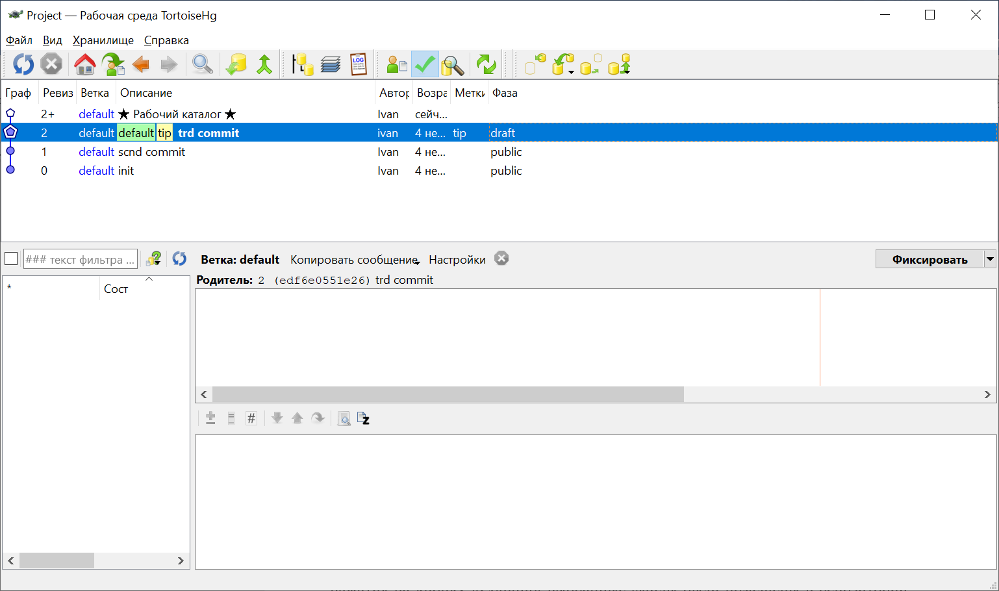 Project — Рабочая среда TortoiseHg
Файл Вид Хранилище Справка
LOG
Граф Ревиз Ветка Описание Автор Возра Метки Фаза
2+ default ★ Рабочий каталог ★ Ivan сейч...
2 default default tip trd commit ivan 4 не... tip draft
1 default scnd commit Ivan 4 не... public
0 default init Ivan 4 не... public
### текст фильтра ... Ветка: default Копировать сообщение Настройки Фиксировать
Родитель: 2 (edf6e0551e26) trd commit
* Сост
#
z